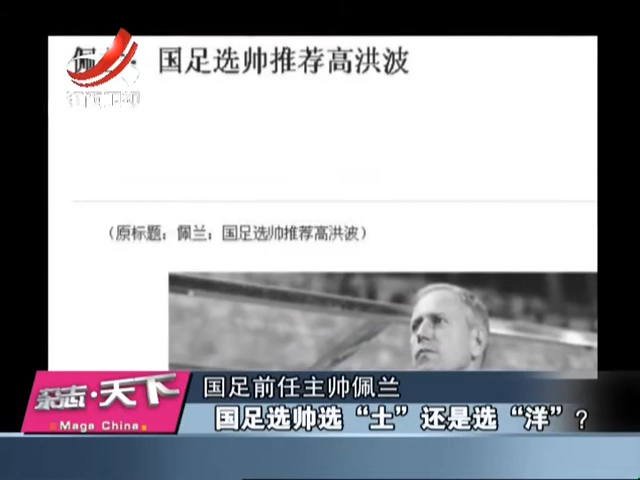 佩兰：国足选帅推荐高洪波
（原标题：佩兰：国足选帅推荐高洪波）
国足前任主帅佩兰
杂志·天下
国足选帅选“土”还是选“洋”？
Maga China